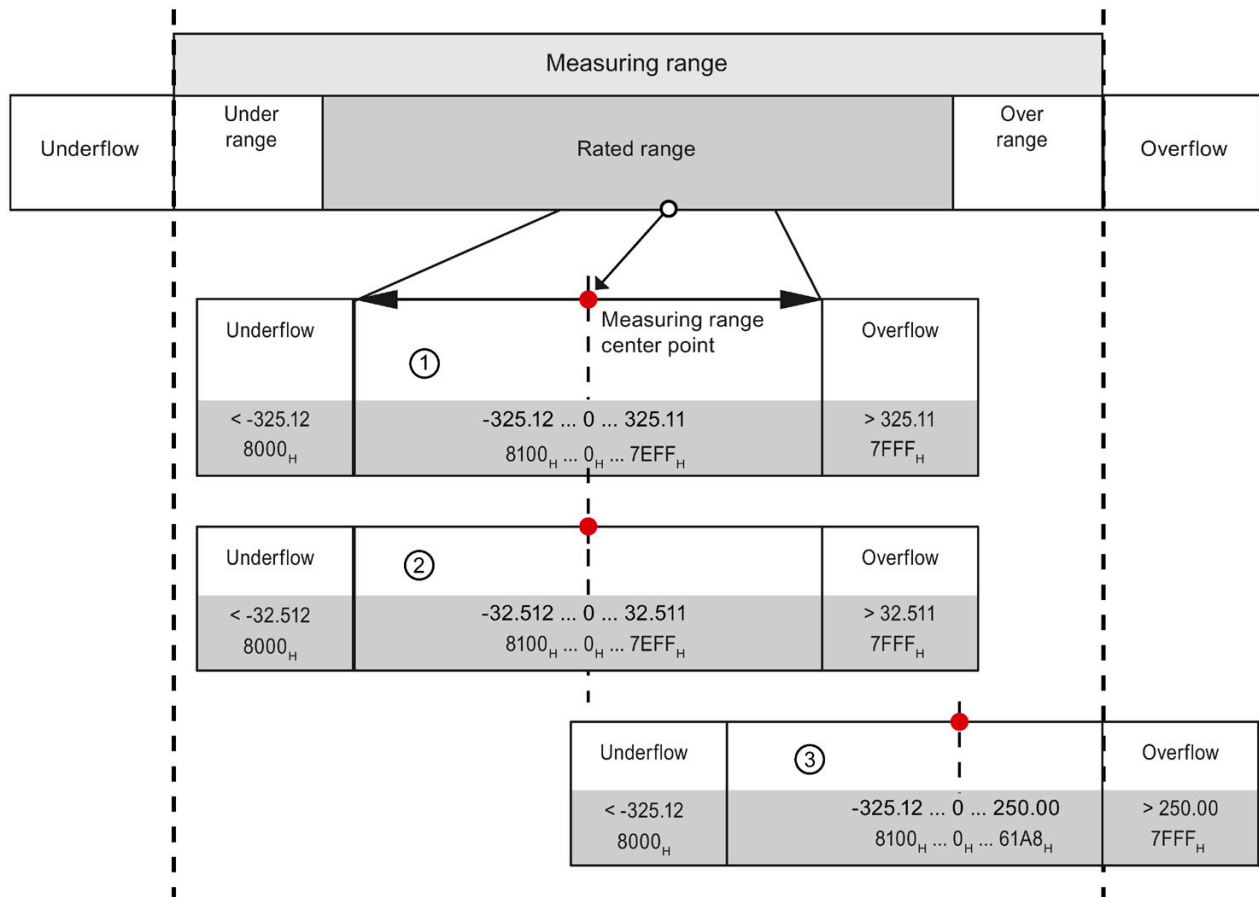 Measuring range
Underflow
Under
range
Rated range
Over
range
Overflow
Measuring range
center point
Underflow
①
Overflow
< -325.12
8000H
-325.12 ... 0 ... 325.11
8100H ... 0H ... 7EFFH
> 325.11
7FFFH
Underflow
②
Overflow
< -32.512
8000H
-32.512 ... 0 ... 32.511
8100H ... 0H ... 7EFFH
> 32.511
7FFFH
Underflow
③
Overflow
< -325.12
8000H
-325.12 ... 0 ... 250.00
8100H ... 0H ... 61A8H
> 250.00
7FFFH